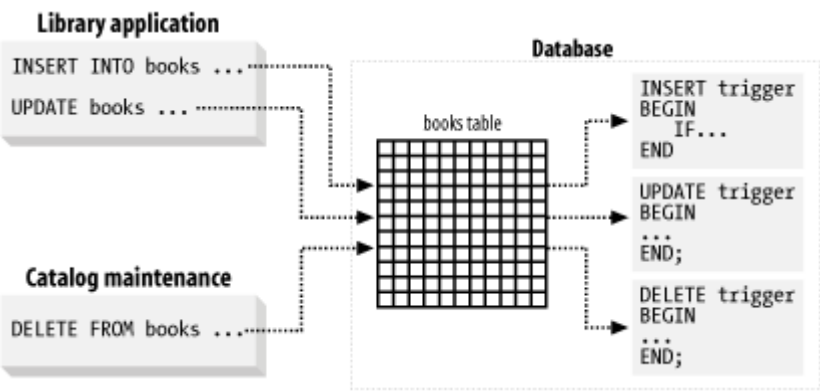 Library application
INSERT INTO books ...
UPDATE books ...
Catalog maintenance
DELETE FROM books ...
Database
books table
INSERT trigger
BEGIN
IF...
END
UPDATE trigger
BEGIN
...
END;
DELETE trigger
BEGIN
...
END;